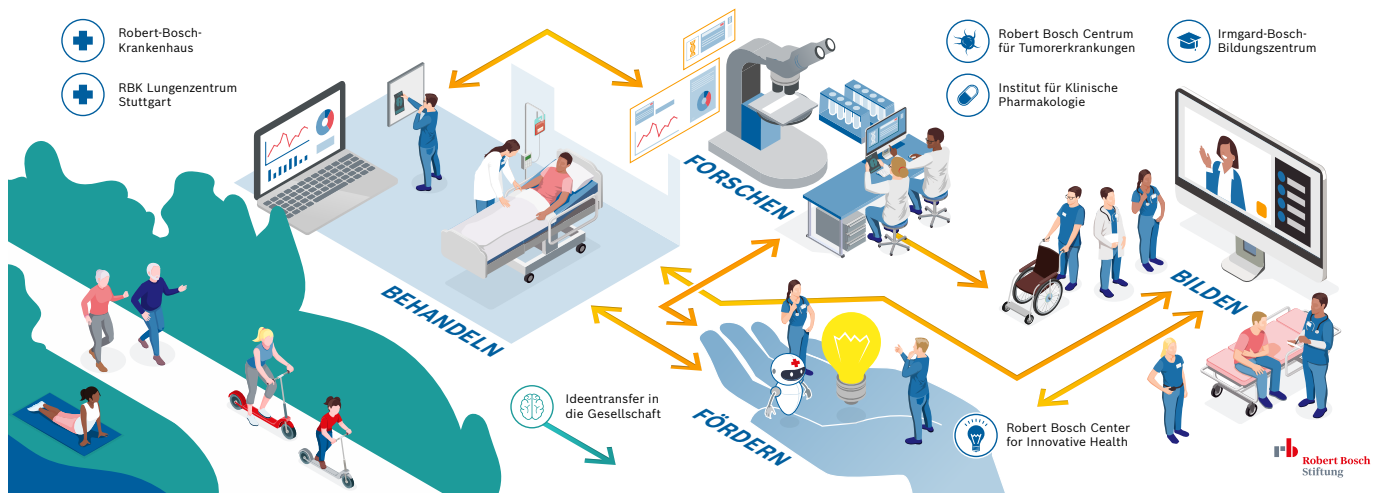 Robert-Bosch-
Krankenhaus
RBK Lungenzentrum
Stuttgart
Robert Bosch Centrum
für Tumorerkrankungen
Irmgard-Bosch-
Bildungszentrum
Institut für Klinische
Pharmakologie
FORSCHEN
BEHANDELN
BILDEN
Ideentransfer in
die Gesellschaft
FÖRDERN
Robert Bosch Center
for Innovative Health
rb
Robert Bosch
Stiftung